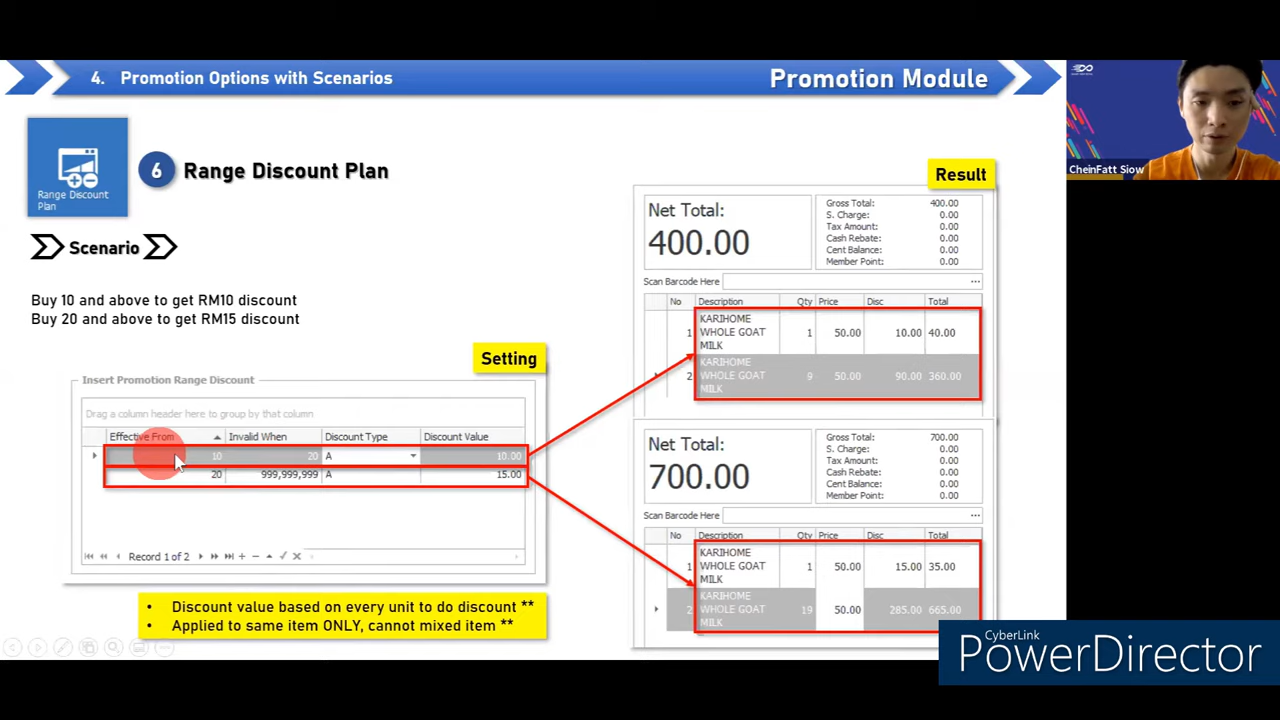 4. Promotion Options with Scenarios
Promotion Module
CheinFatt Siow
Range Discount
Plan
6
Range Discount Plan
Scenario
Buy 10 and above to get RM10 discount
Buy 20 and above to get RM15 discount
Setting
Insert Promotion Range Discount
Drag a column header here to group by that column
Effective From Invalid When Discount Type Discount Value
10 20 A 10.00
20 999,999,999 A 15.00
Record 1 of 2
• Discount value based on every unit to do discount **
• Applied to same item ONLY, cannot mixed item **
Result
Net Total:
400.00
Gross Total: 400.00
S. Charge: 0.00
Tax Amount: 0.00
Cash Rebate: 0.00
Cent Balance: 0.00
Member Point: 0.00
Scan Barcode Here ...
No Description Qty Price Disc Total
1 KARIHOME WHOLE GOAT MILK 1 50.00 10.00 40.00
2 KARIHOME WHOLE GOAT MILK 9 50.00 90.00 360.00
Net Total:
700.00
Gross Total: 700.00
S. Charge: 0.00
Tax Amount: 0.00
Cash Rebate: 0.00
Cent Balance: 0.00
Member Point: 0.00
Scan Barcode Here ...
No Description Qty Price Disc Total
1 KARIHOME WHOLE GOAT MILK 1 50.00 15.00 35.00
2 KARIHOME WHOLE GOAT MILK 19 50.00 285.00 665.00
CyberLink
PowerDirector